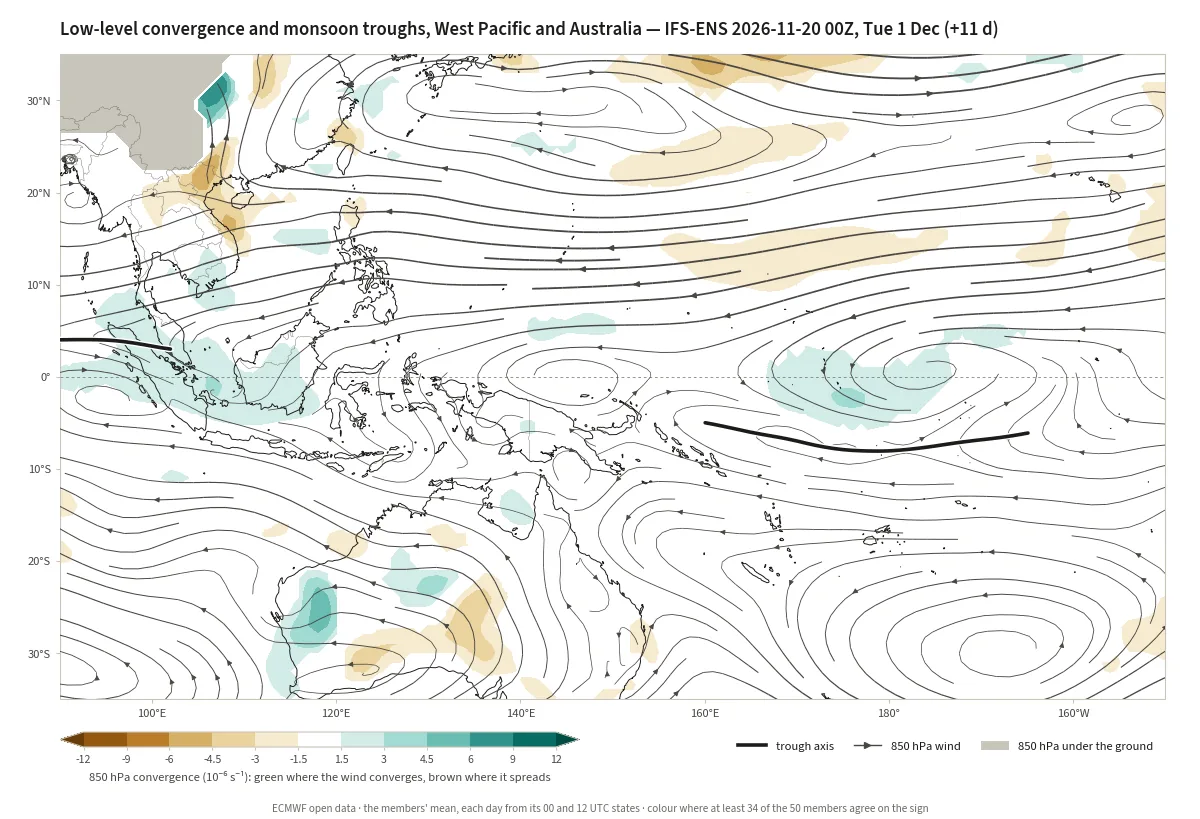 Low-level convergence and monsoon troughs, West Pacific and Australia — IFS-ENS 2026-11-20 00Z, Tue 1 Dec (+11 d)
30°N
20°N
10°N
0°
10°S
20°S
30°S
100°E 120°E 140°E 160°E 180° 160°W
-12 -9 -6 -4.5 -3 -1.5 1.5 3 4.5 6 9 12
850 hPa convergence (10⁻⁶ s⁻¹): green where the wind converges, brown where it spreads
trough axis 850 hPa wind 850 hPa under the ground
ECMWF open data · the members' mean, each day from its 00 and 12 UTC states · colour where at least 34 of the 50 members agree on the sign